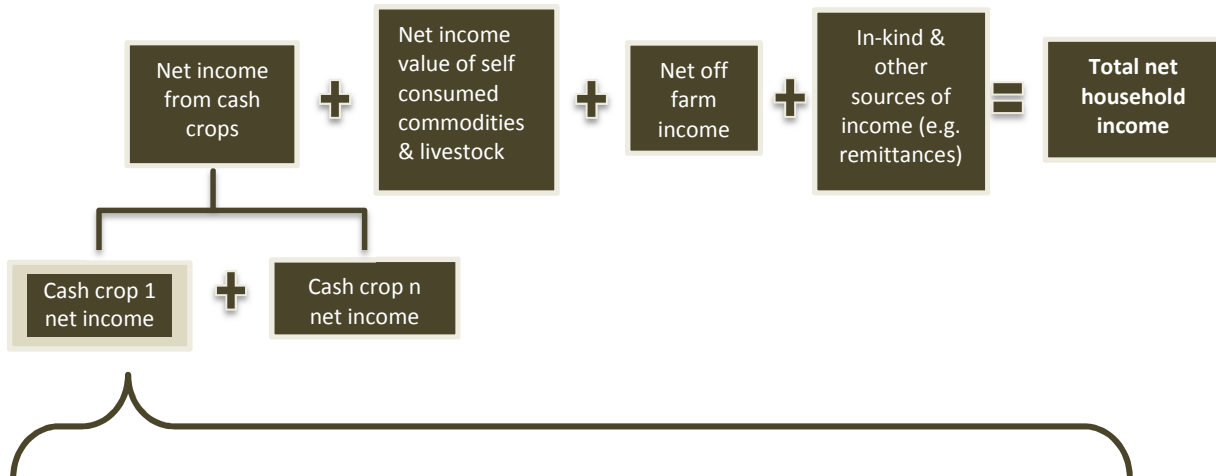 Net income
from cash
crops
+
Net income
value of self
consumed
commodities
& livestock
+
Net off
farm
income
+
In-kind &
other
sources of
income (e.g.
remittances)
=
Total net
household
income
Cash crop 1
net income
+
Cash crop n
net income